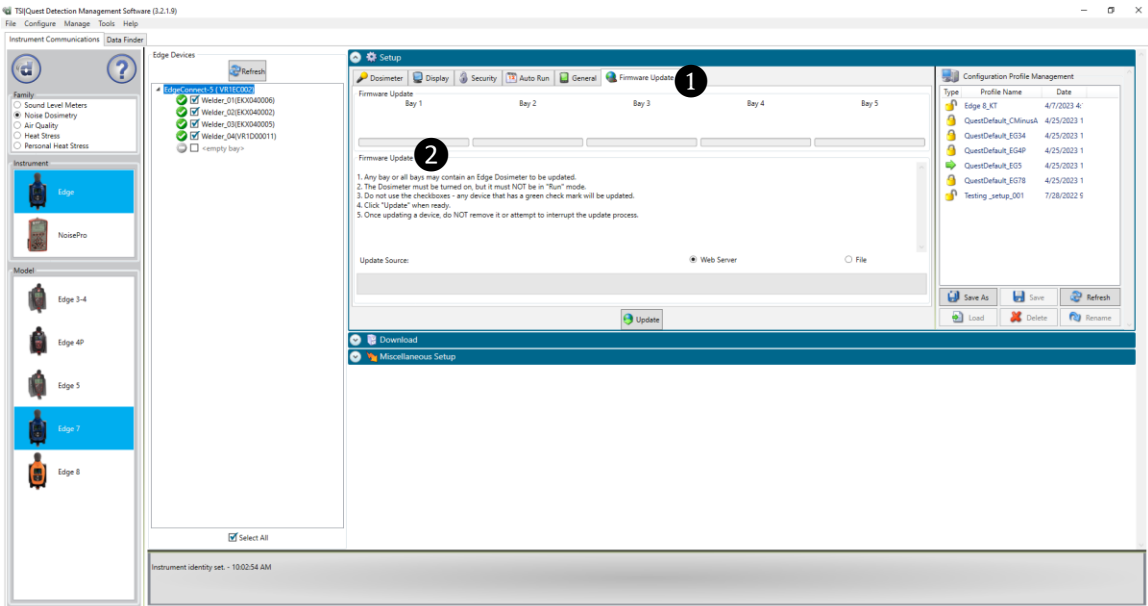 TSI|Quest Detection Management Software (3.2.1.9)
File Configure Manage Tools Help
Instrument Communications Data Finder
d ?
Family
Sound Level Meters
Noise Dosimetry
Air Quality
Heat Stress
Personal Heat Stress
Instrument
Edge
NoisePro
Model
Edge 3-4
Edge 4P
Edge 5
Edge 7
Edge 8
Edge Devices
Refresh
EdgeConnect-5 ( VR1EC002)
Welder_01(EKX040006)
Welder_02(EKX040002)
Welder_03(EKX040005)
Welder_04(VR1D00011)
<empty bay>
Select All
Setup
Dosimeter Display Security Auto Run General Firmware Update
1
Firmware Update
Bay 1 Bay 2 Bay 3 Bay 4 Bay 5
2
Firmware Update
1. Any bay or all bays may contain an Edge Dosimeter to be updated.
2. The Dosimeter must be turned on, but it must NOT be in "Run" mode.
3. Do not use the checkboxes - any device that has a green check mark will be updated.
4. Click "Update" when ready.
5. Once updating a device, do NOT remove it or attempt to interrupt the update process.
Update Source: Web Server File
Update
Configuration Profile Management
Type Profile Name Date
Edge 8_KT 4/7/2023 4:
QuestDefault_CMinusA 4/25/2023 1
QuestDefault_EG34 4/25/2023 1
QuestDefault_EG4P 4/25/2023 1
QuestDefault_EG5 4/25/2023 1
QuestDefault_EG78 4/25/2023 1
Testing _setup_001 7/28/2022 9
Save As Save Refresh
Load Delete Rename
Download
Miscellaneous Setup
Instrument identity set. - 10:02:54 AM